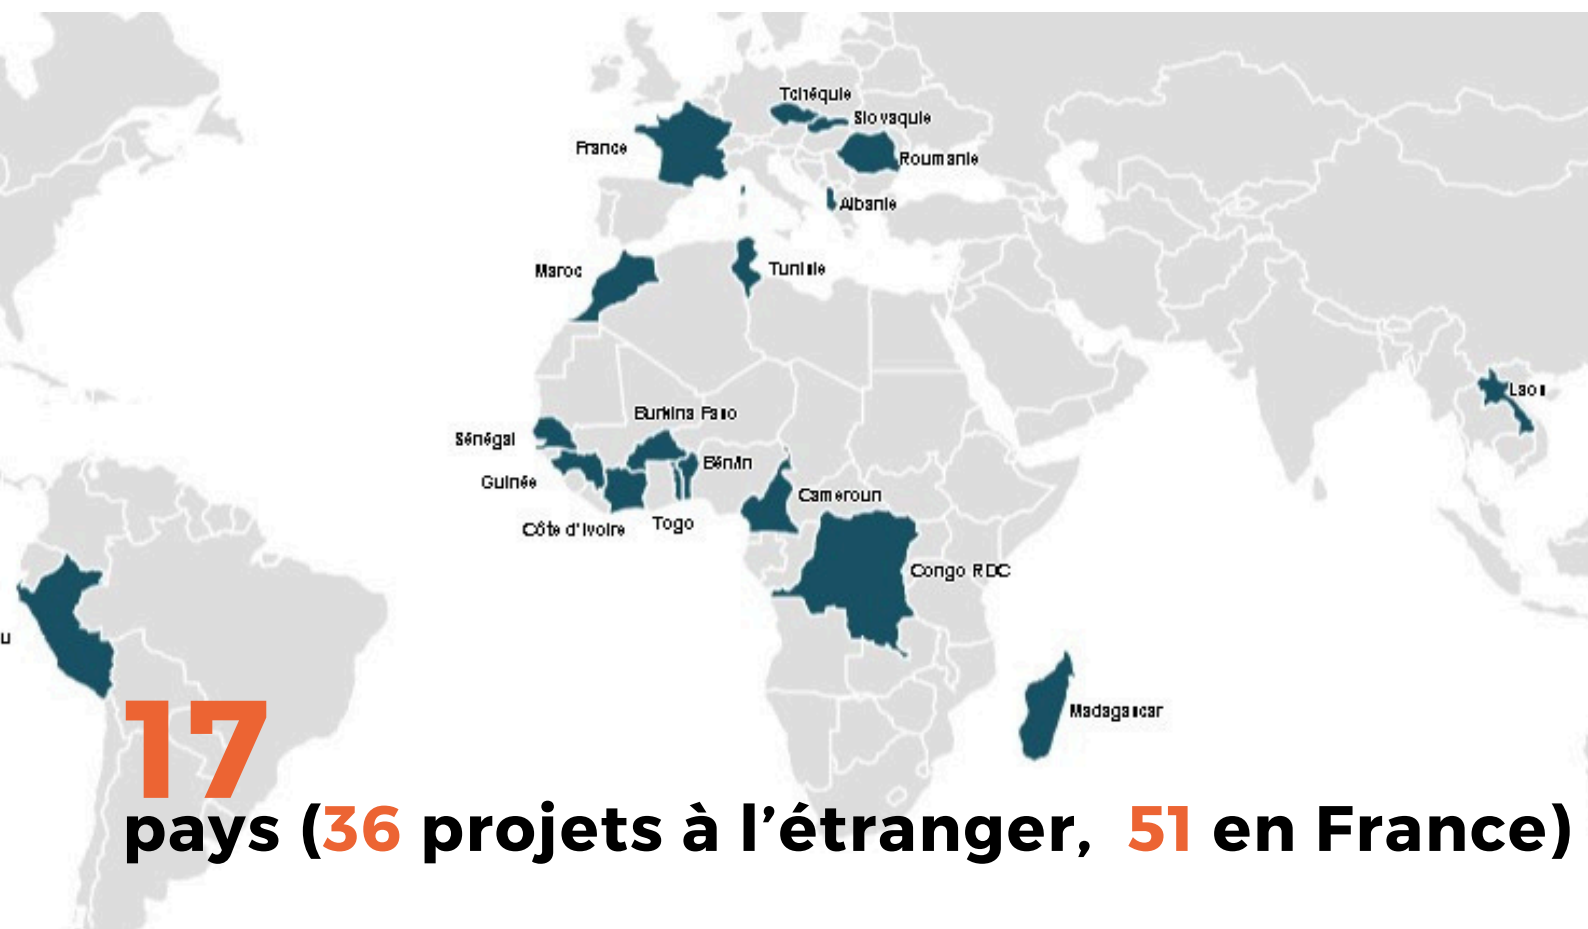 Tchéquie
Slovaquie
France
Roumanie
Albanie
Maroc
Tunisie
Laos
Burkina Faso
Sénégal
Bénin
Guinée
Cameroun
Côte d'Ivoire
Togo
Congo RDC
u
Madagascar
17
pays (36 projets à l’étranger, 51 en France)